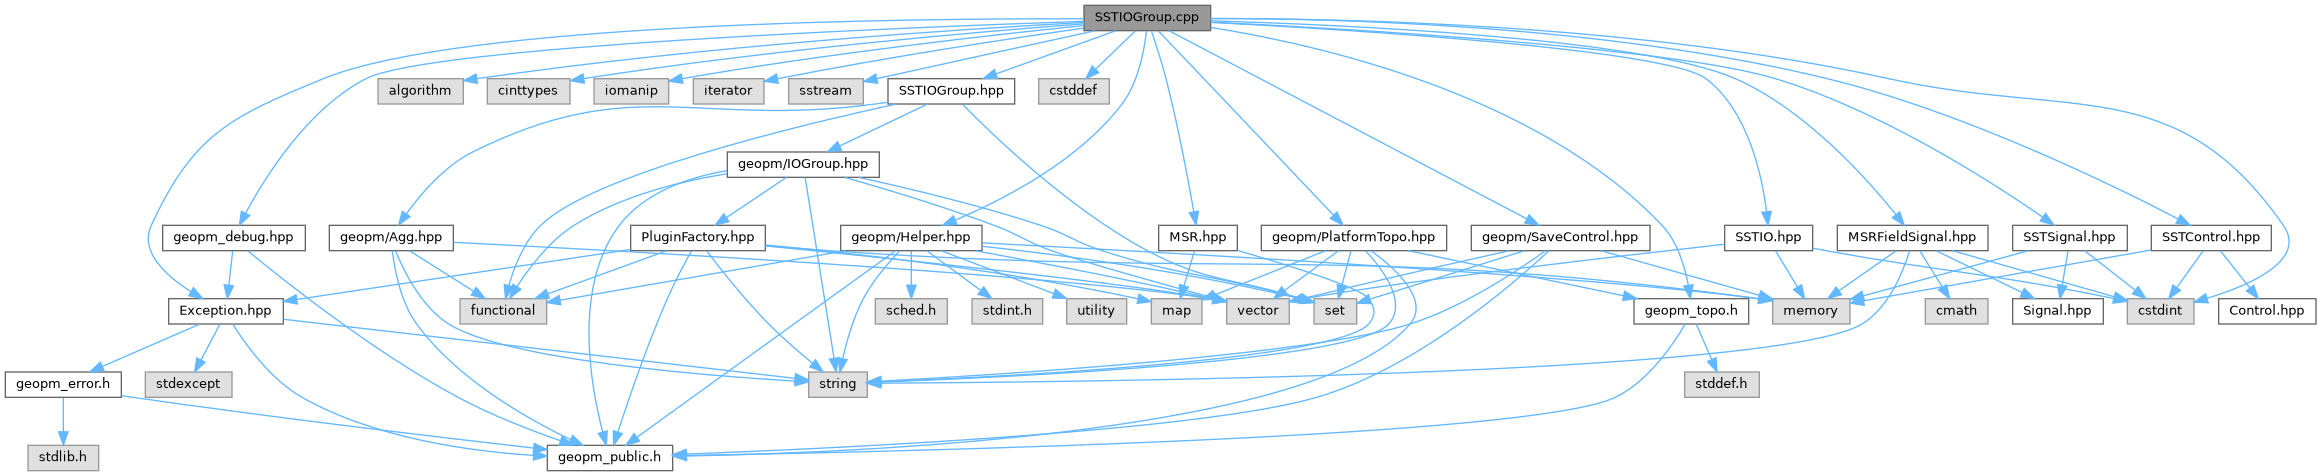 SSTIOGroup.cpp
algorithm
cinttypes
iomanip
iterator
sstream
SSTIOGroup.hpp
cstddef
geopm/IOGroup.hpp
geopm_debug.hpp
geopm/Agg.hpp
PluginFactory.hpp
geopm/Helper.hpp
MSR.hpp
geopm/PlatformTopo.hpp
geopm/SaveControl.hpp
SSTIO.hpp
MSRFieldSignal.hpp
SSTSignal.hpp
SSTControl.hpp
Exception.hpp
functional
sched.h
stdint.h
utility
map
vector
set
geopm_topo.h
memory
cmath
Signal.hpp
cstdint
Control.hpp
geopm_error.h
stdexcept
string
stddef.h
stdlib.h
geopm_public.h